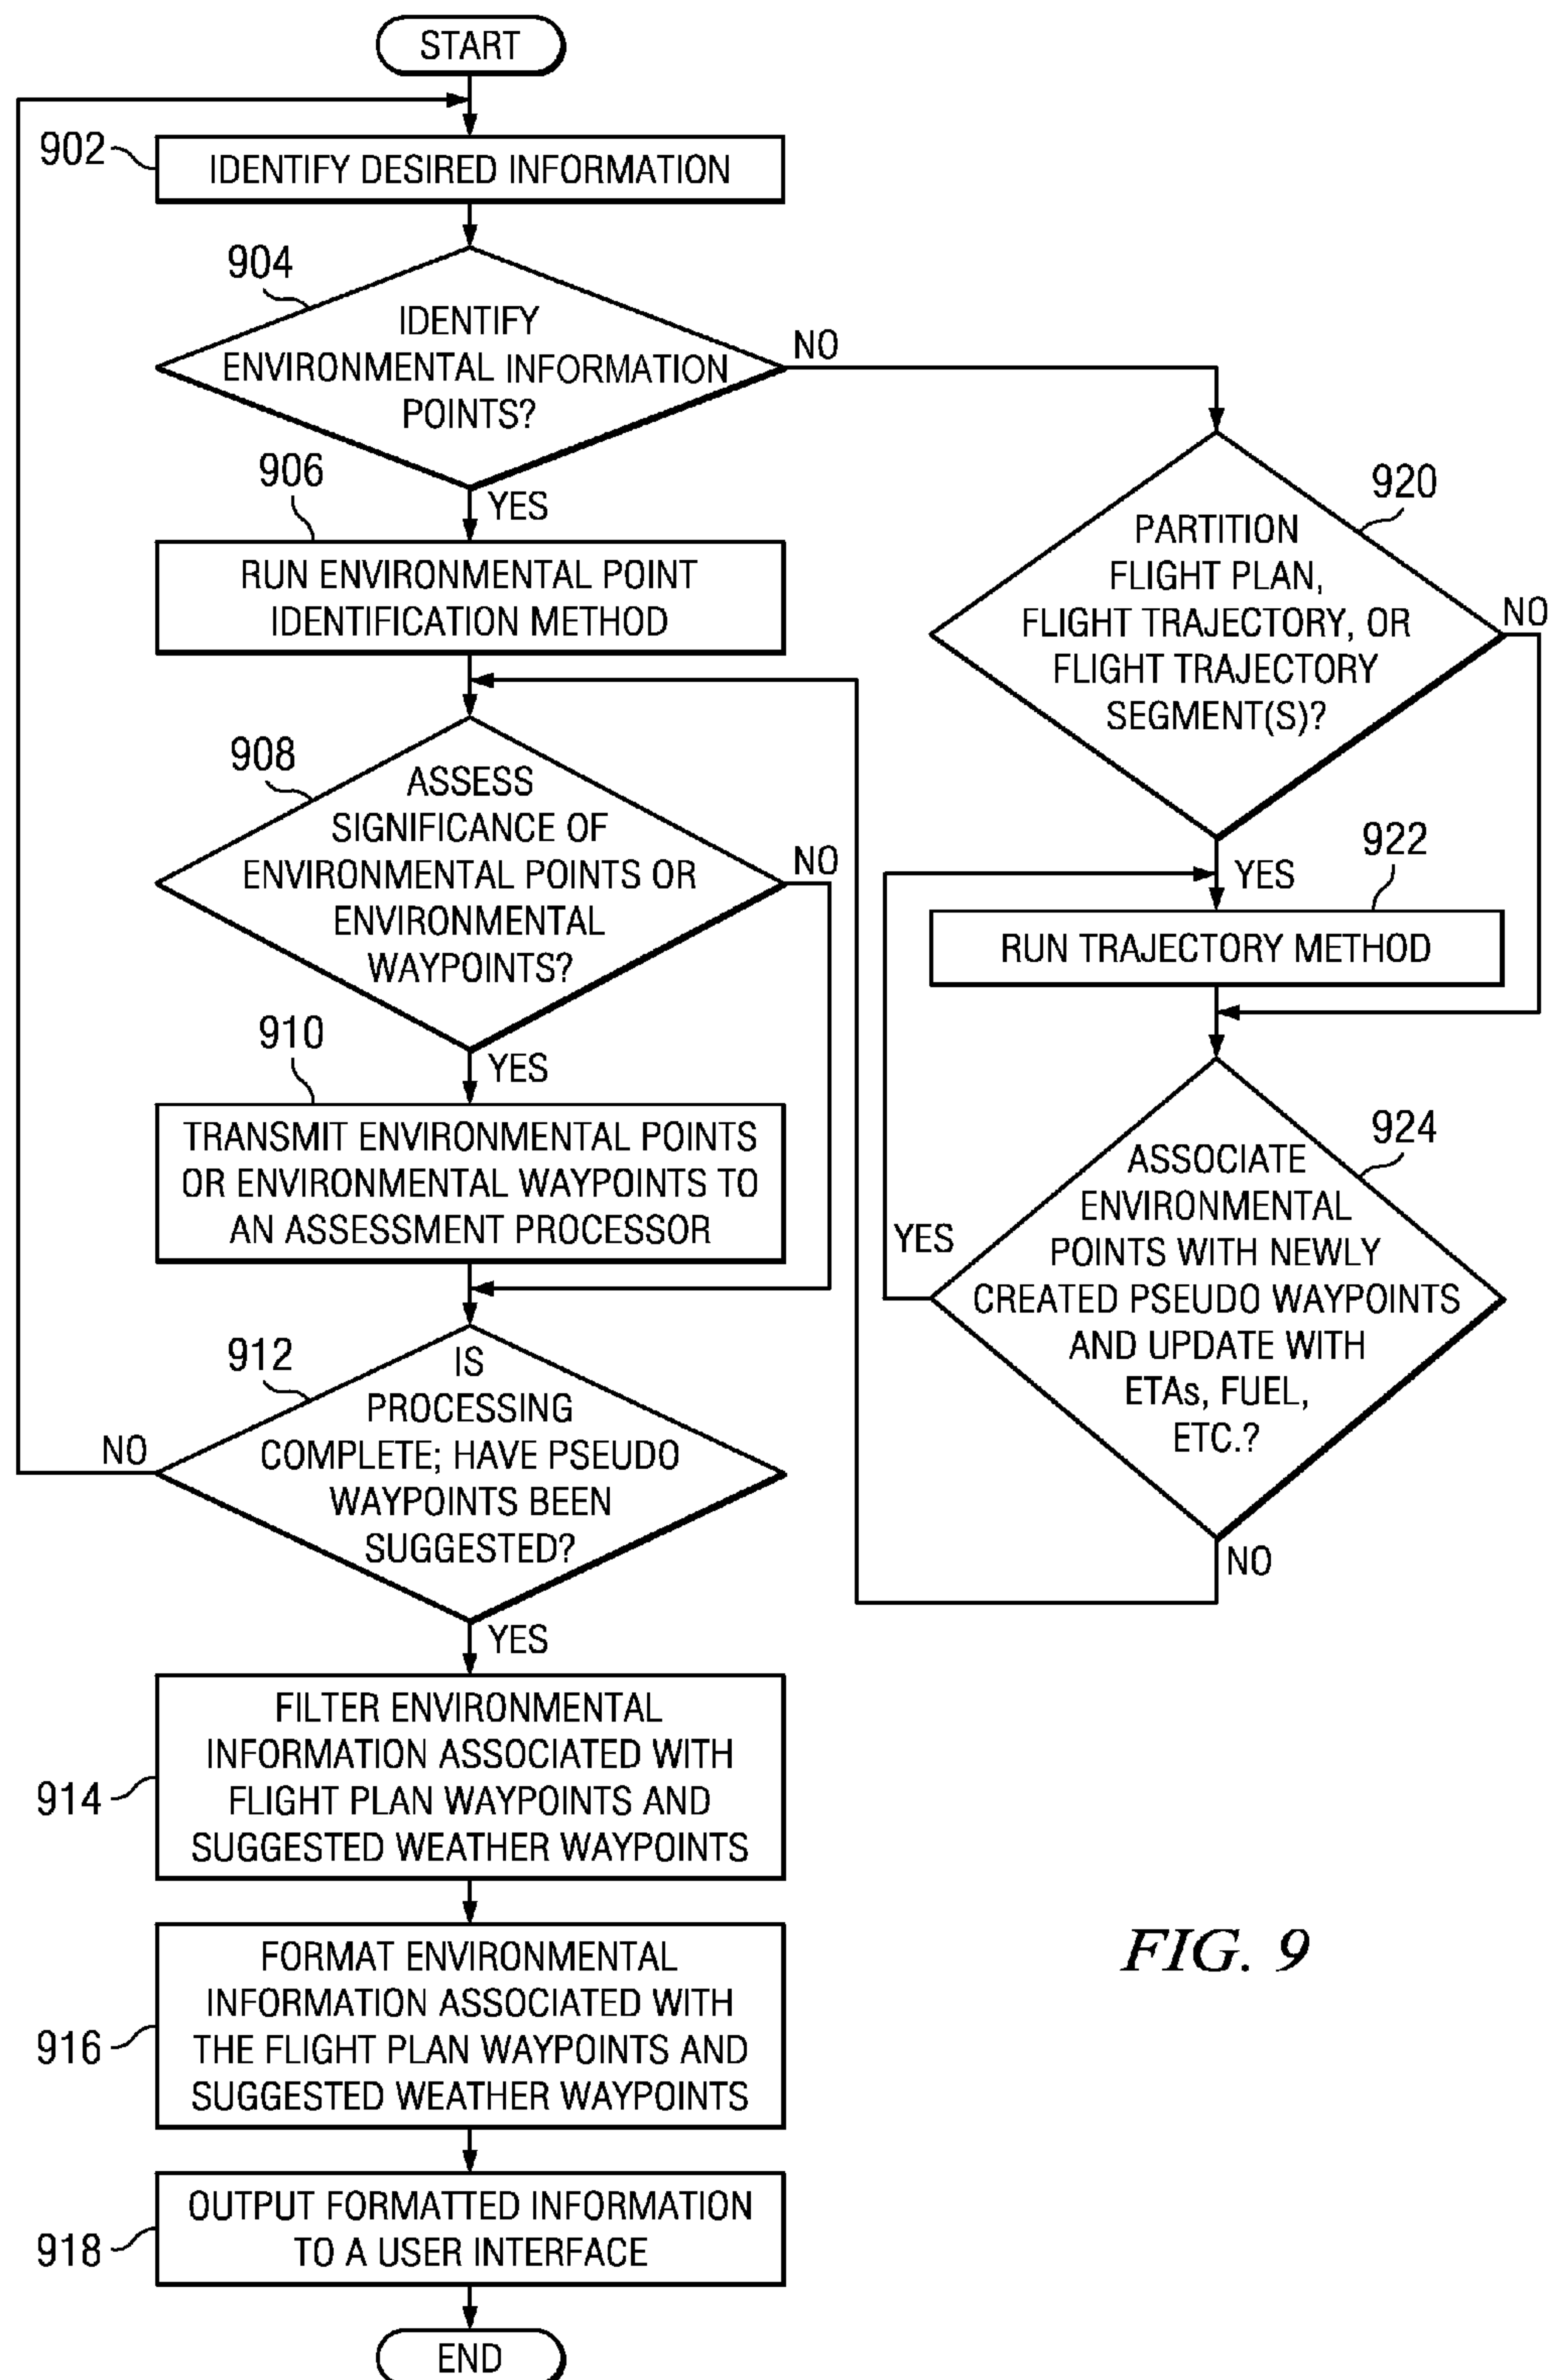 START
902
IDENTIFY DESIRED INFORMATION
904
IDENTIFY
ENVIRONMENTAL INFORMATION
POINTS?
NO
YES
906
RUN ENVIRONMENTAL POINT
IDENTIFICATION METHOD
908
ASSESS
SIGNIFICANCE OF
ENVIRONMENTAL POINTS OR
ENVIRONMENTAL
WAYPOINTS?
NO
YES
910
TRANSMIT ENVIRONMENTAL POINTS
OR ENVIRONMENTAL WAYPOINTS TO
AN ASSESSMENT PROCESSOR
912
IS
PROCESSING
COMPLETE; HAVE PSEUDO
WAYPOINTS BEEN
SUGGESTED?
NO
YES
914
FILTER ENVIRONMENTAL
INFORMATION ASSOCIATED WITH
FLIGHT PLAN WAYPOINTS AND
SUGGESTED WEATHER WAYPOINTS
916
FORMAT ENVIRONMENTAL
INFORMATION ASSOCIATED WITH
THE FLIGHT PLAN WAYPOINTS AND
SUGGESTED WEATHER WAYPOINTS
918
OUTPUT FORMATTED INFORMATION
TO A USER INTERFACE
END
920
PARTITION
FLIGHT PLAN,
FLIGHT TRAJECTORY, OR
FLIGHT TRAJECTORY
SEGMENT(S)?
NO
YES
922
RUN TRAJECTORY METHOD
924
ASSOCIATE
ENVIRONMENTAL
POINTS WITH NEWLY
CREATED PSEUDO WAYPOINTS
AND UPDATE WITH
ETAs, FUEL,
ETC.?
YES
NO
FIG. 9